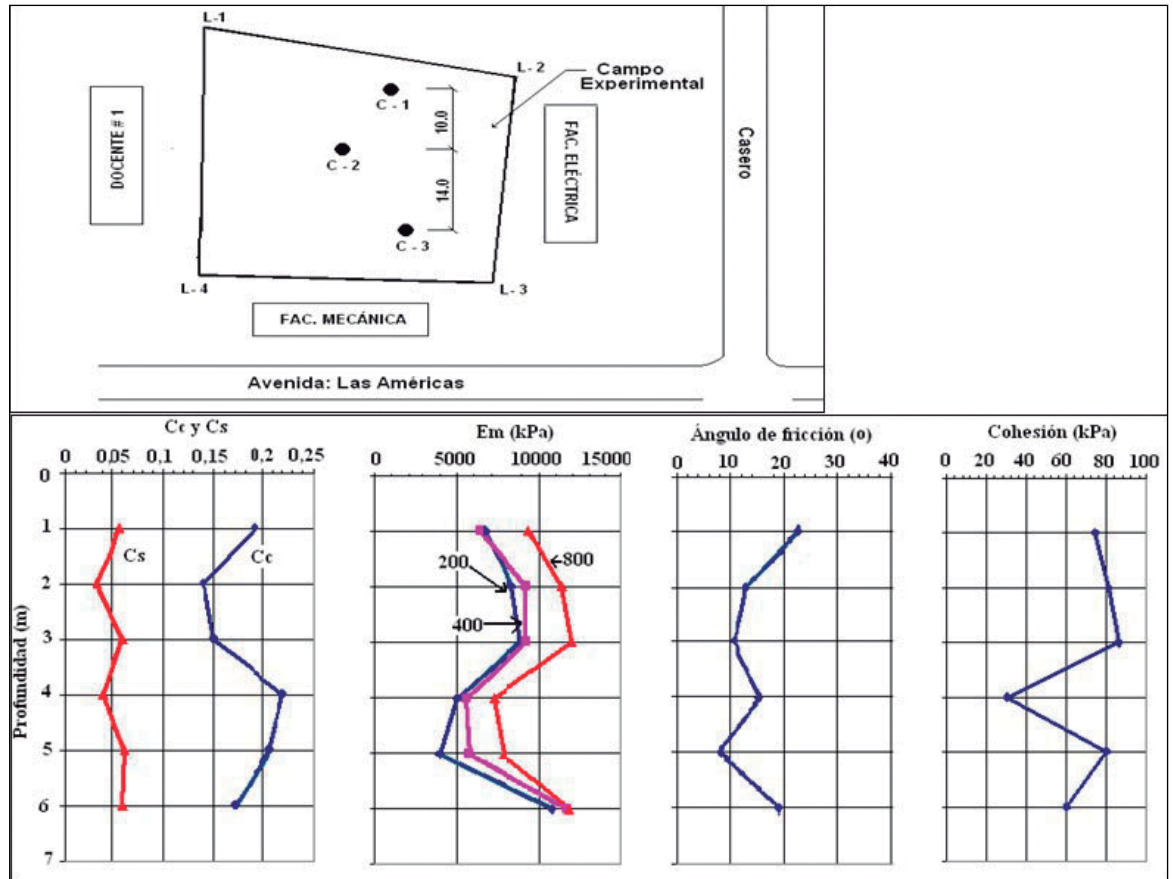 L-1
L-2
Campo
Experimental
C-1
10.0
DOCENTE # 1
C - 2
FAC. ELÉCTRICA
Casero
14.0
C - 3
L- 4
L-3
FAC. MECÁNICA
Avenida: Las Américas
Cc y Cs
0 0,05 0,15 0,2 0,25
Em (kPa)
0 5000 10000 15000
Ángulo de fricción (o)
0 10 20 30 40
Cohesión (kPa)
0 20 40 60 80 100
Profundidad (m)
0
1
2
3
4
5
6
7
Cs
Cc
200
800
400